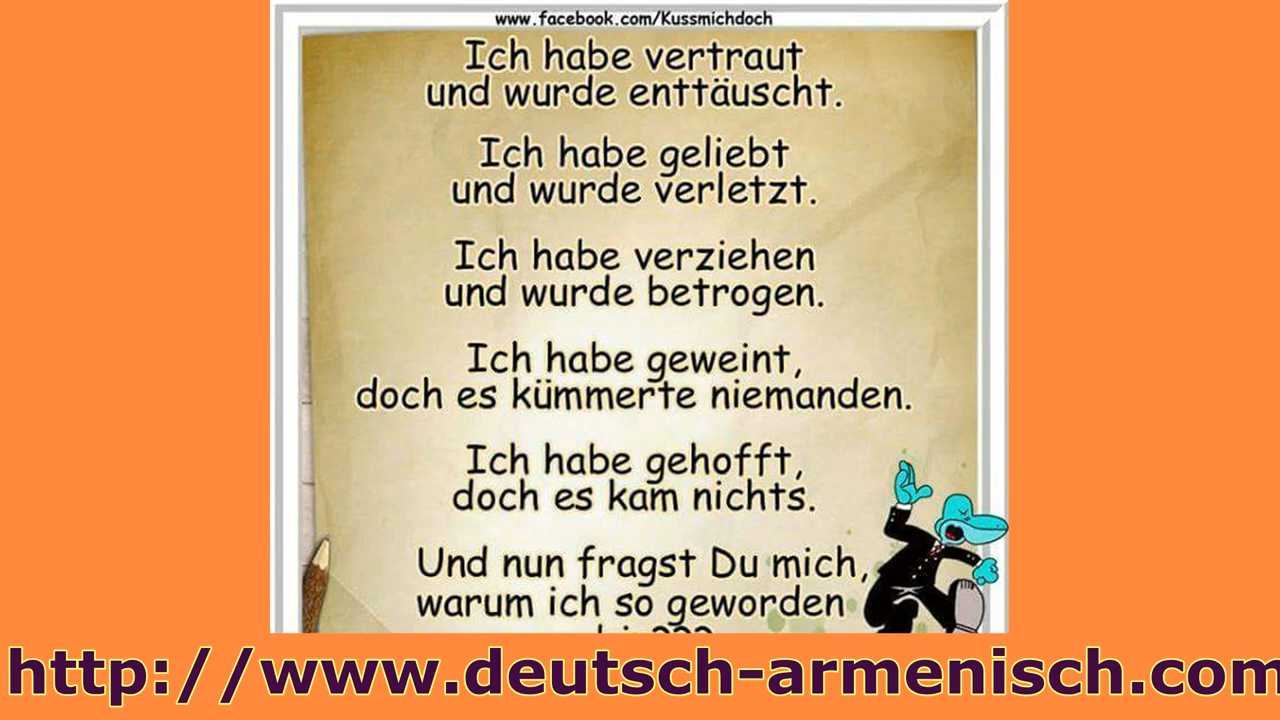 www.facebook.com/Kussmichdoch
Ich habe vertraut
und wurde enttäuscht.
Ich habe geliebt
und wurde verletzt.
Ich habe verziehen
und wurde betrogen.
Ich habe geweint,
doch es kümmerte niemanden.
Ich habe gehofft,
doch es kam nichts.
Und nun fragst Du mich,
warum ich so geworden
http://www.deutsch-armenisch.com